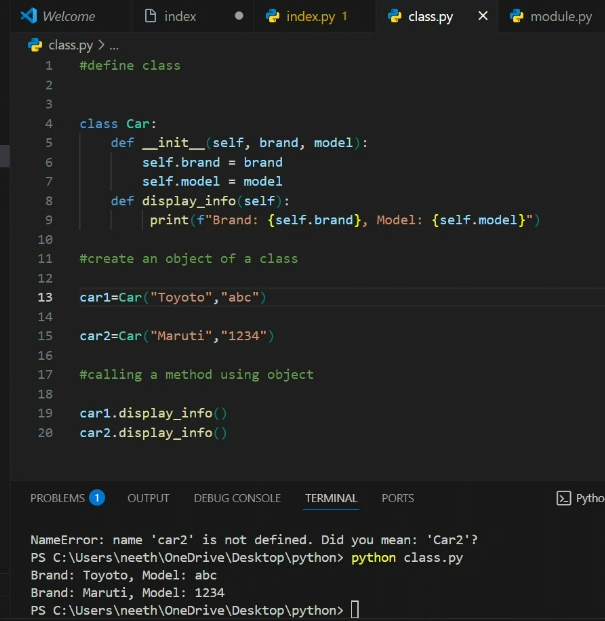 Welcome index index.py 1 class.py module.py
class.py > ...
1 #define class
2
3
4 class Car:
5 def __init__(self, brand, model):
6 self.brand = brand
7 self.model = model
8 def display_info(self):
9 print(f"Brand: {self.brand}, Model: {self.model}")
10
11 #create an object of a class
12
13 car1=Car("Toyoto","abc")
14
15 car2=Car("Maruti","1234")
16
17 #calling a method using object
18
19 car1.display_info()
20 car2.display_info()
PROBLEMS 1 OUTPUT DEBUG CONSOLE TERMINAL PORTS Pytho
NameError: name 'car2' is not defined. Did you mean: 'Car2'?
PS C:\Users\neeth\OneDrive\Desktop\python> python class.py
Brand: Toyoto, Model: abc
Brand: Maruti, Model: 1234
PS C:\Users\neeth\OneDrive\Desktop\python>